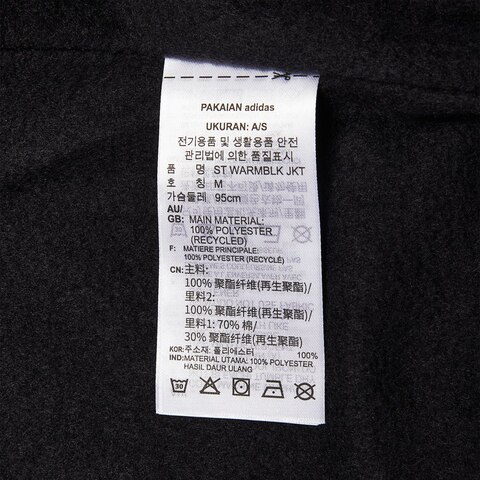 PAKAIAN adidas
UKURAN: A/S
전기용품 및 생활용품 안전
관리법에 의한 품질표시
품 명 ST WARMBLK JKT
호 칭 M
가슴둘레 95cm
AU/
GB: MAIN MATERIAL:
100% POLYESTER
(RECYCLED)
F: MATIERE PRINCIPALE:
100% POLYESTER (RECYCLÉ)
CN: 主料:
100% 聚酯纤维(再生聚酯)/
里料2:
100% 聚酯纤维(再生聚酯)/
里料1: 70% 棉/
30% 聚酯纤维(再生聚酯)
KOR: 주소재: 폴리에스터 100%
IND: MATERIAL UTAMA: 100% POLYESTER
HASIL DAUR ULANG
30